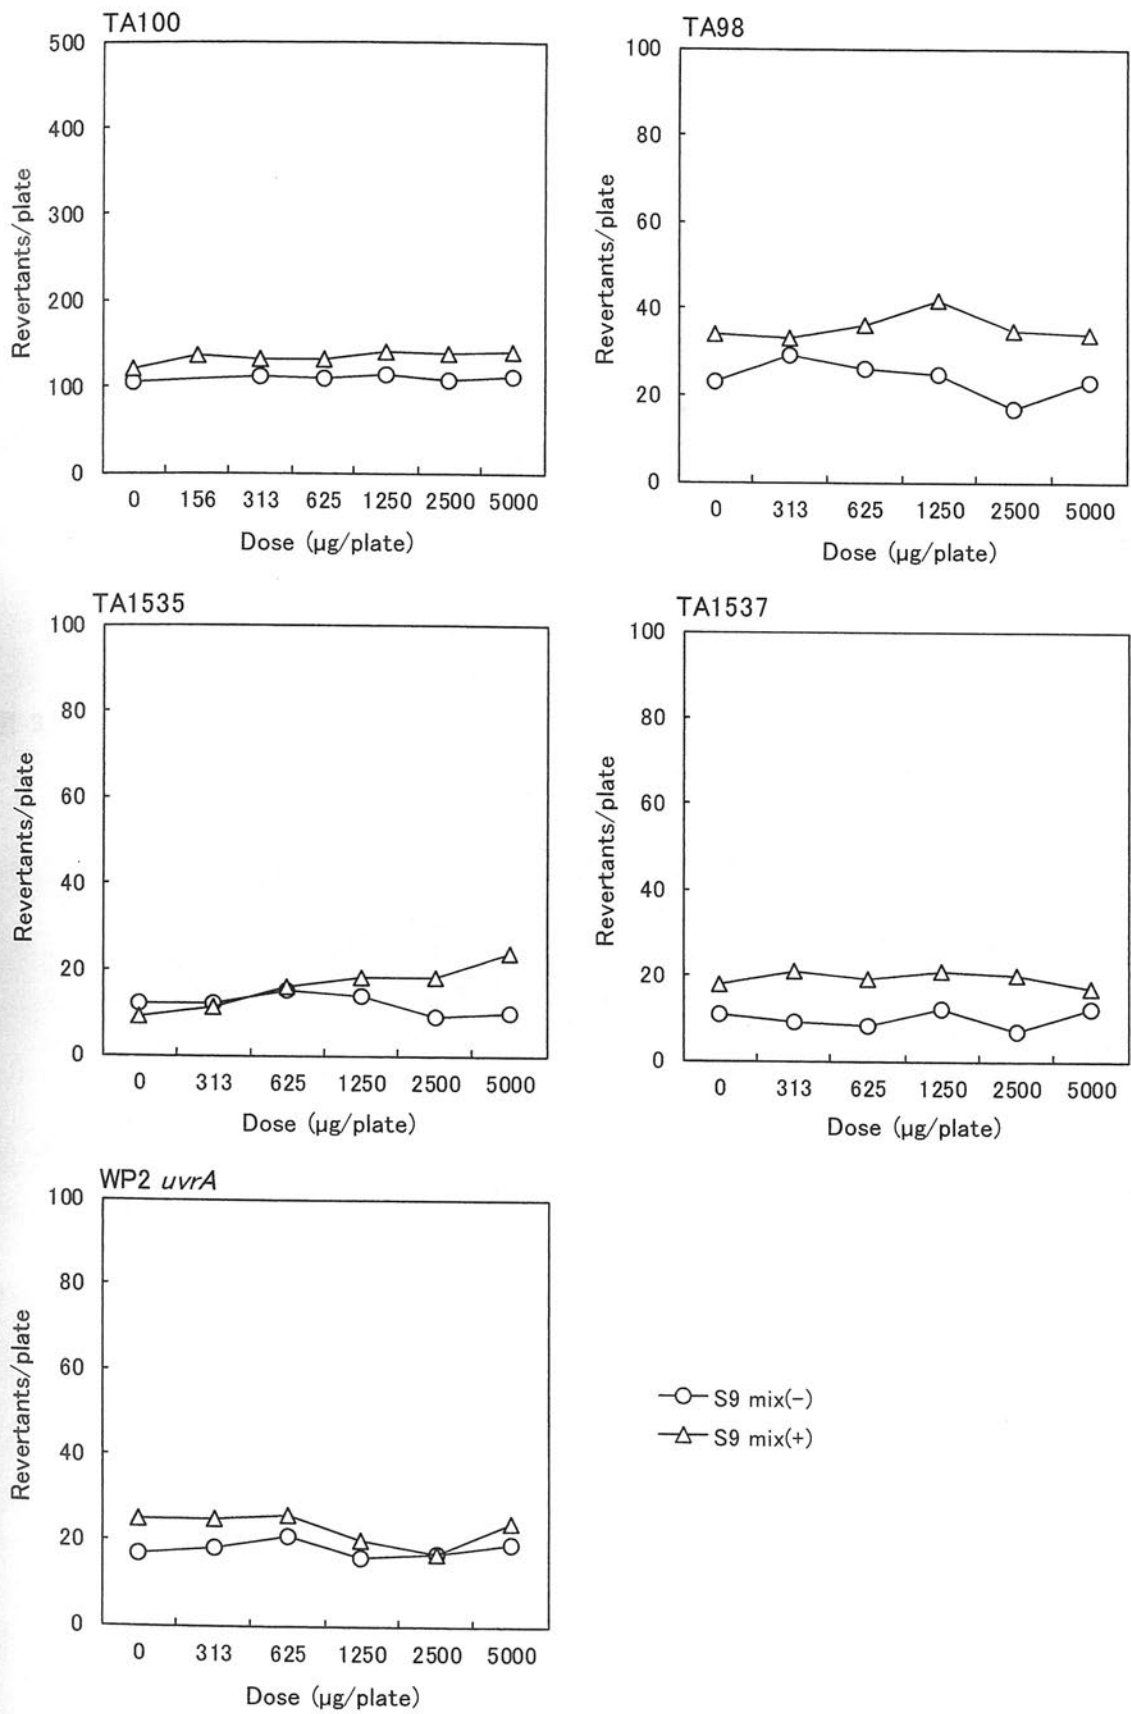 TA100
500
400
300
200
100
0
Revertants/plate
0 156 313 625 1250 2500 5000
Dose (µg/plate)
TA98
100
80
60
40
20
0
Revertants/plate
0 313 625 1250 2500 5000
Dose (µg/plate)
TA1535
100
80
60
40
20
0
Revertants/plate
0 313 625 1250 2500 5000
Dose (µg/plate)
TA1537
100
80
60
40
20
0
Revertants/plate
0 313 625 1250 2500 5000
Dose (µg/plate)
WP2 uvrA
100
80
60
40
20
0
Revertants/plate
0 313 625 1250 2500 5000
Dose (µg/plate)
S9 mix(-)
S9 mix(+)